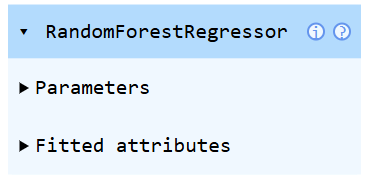 RandomForestRegressor i ?
Parameters
Fitted attributes